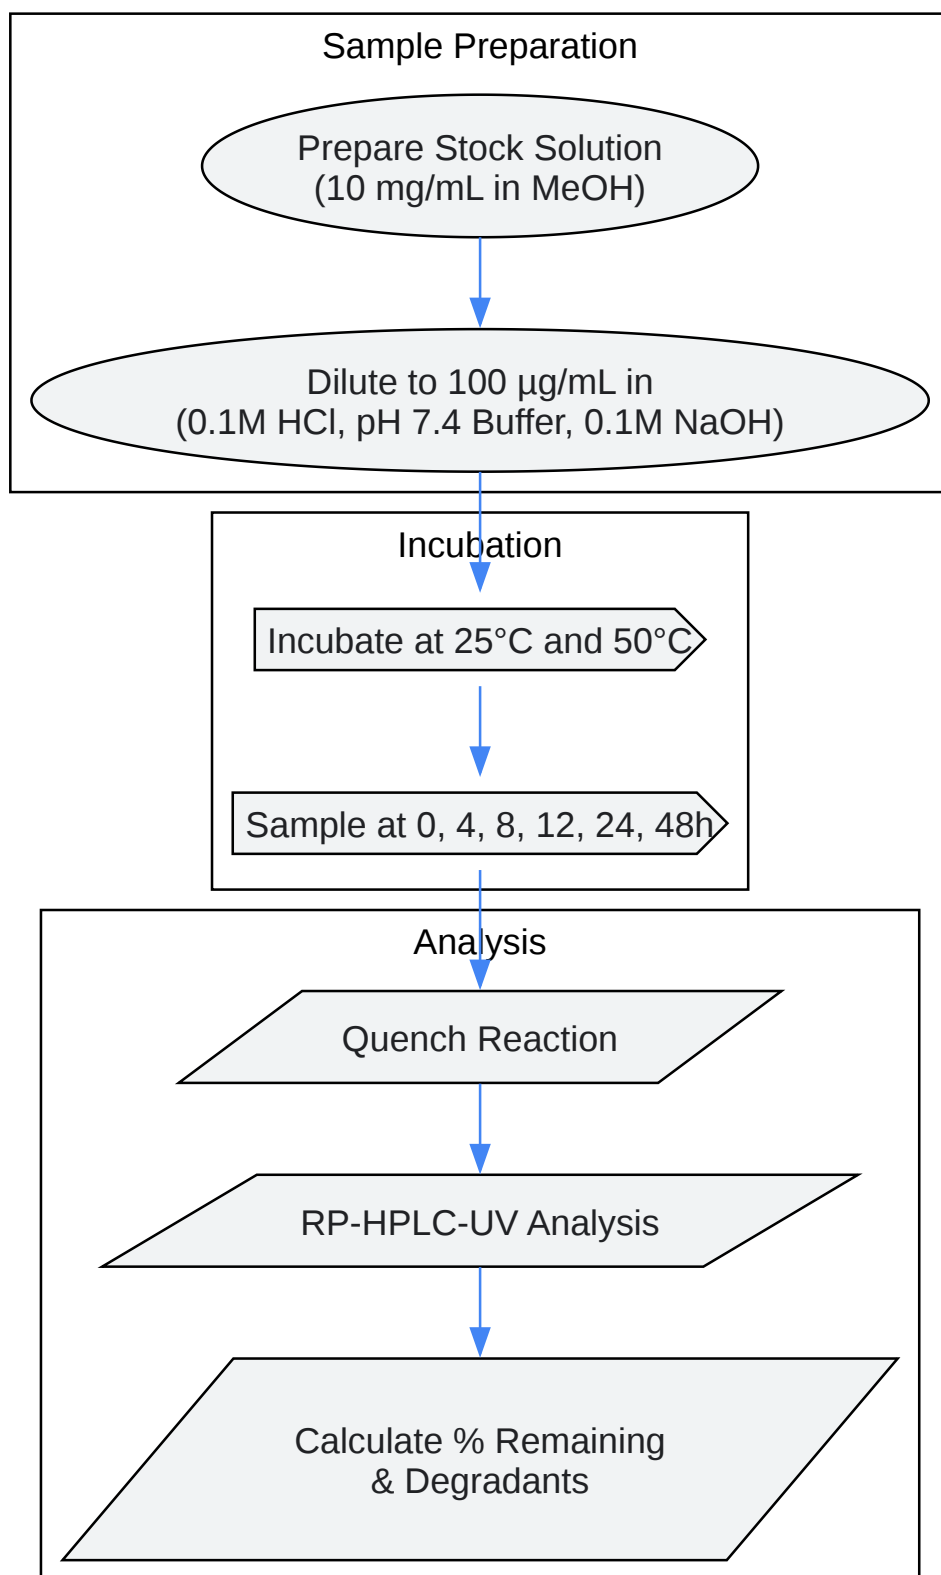 Sample Preparation
Prepare Stock Solution
(10 mg/mL in MeOH)
Dilute to 100 µg/mL in
(0.1M HCl, pH 7.4 Buffer, 0.1M NaOH)
Incubation
Incubate at 25°C and 50°C
Sample at 0, 4, 8, 12, 24, 48h
Analysis
Quench Reaction
RP-HPLC-UV Analysis
Calculate % Remaining
& Degradants